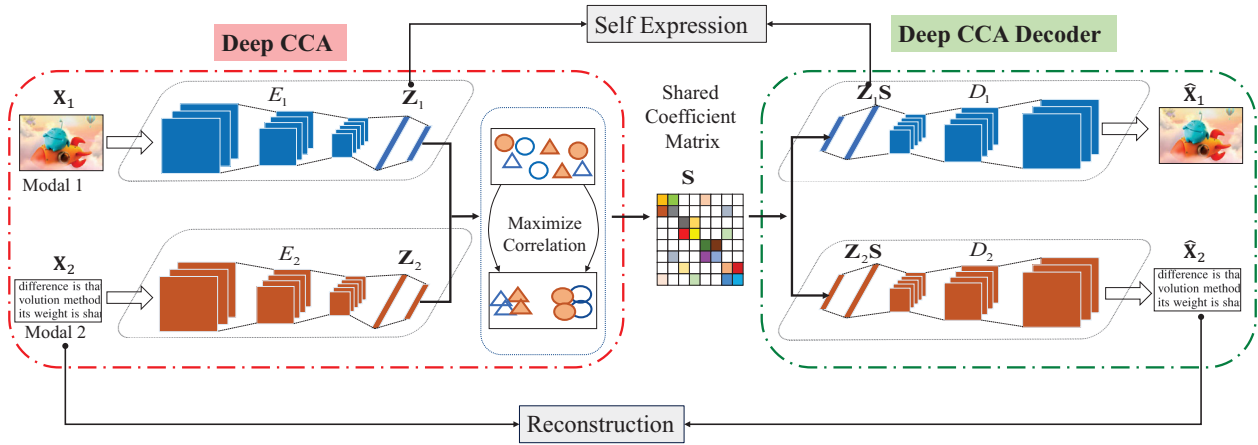 Self Expression
Deep CCA
Deep CCA Decoder
X₁
E₁
Z₁
Modal 1
Shared
Coefficient
Matrix
S
Z₁S
D₁
X̂₁
Maximize
Correlation
X₂
E₂
Z₂
difference is tha
volution method
its weight is shar
Modal 2
Z₂S
D₂
X̂₂
difference is tha
volution method
its weight is shar
Reconstruction